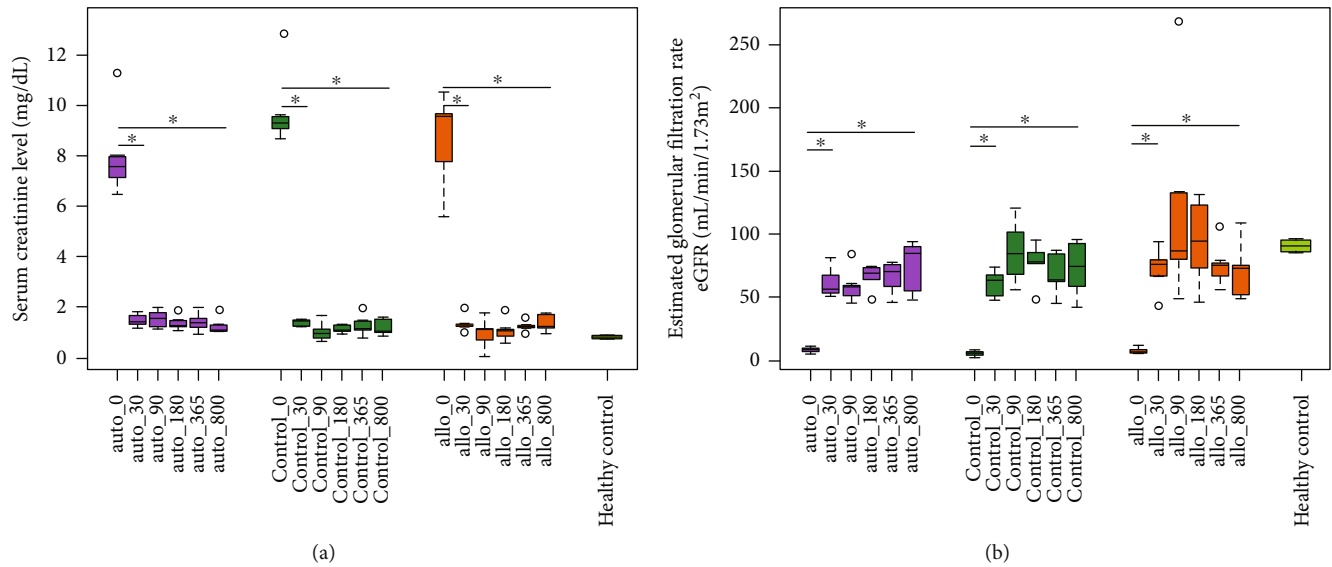 Serum creatinine level (mg/dL)
12
10
8
6
4
2
0
*
*
*
*
*
*
auto_0
auto_30
auto_90
auto_180
auto_365
auto_800
Control_0
Control_30
Control_90
Control_180
Control_365
Control_800
allo_0
allo_30
allo_90
allo_180
allo_365
allo_800
Healthy control
(a)
Estimated glomerular filtration rate
eGFR (mL/min/1.73m²)
250
200
150
100
50
0
*
*
*
*
*
*
auto_0
auto_30
auto_90
auto_180
auto_365
auto_800
Control_0
Control_30
Control_90
Control_180
Control_365
Control_800
allo_0
allo_30
allo_90
allo_180
allo_365
allo_800
Healthy control
(b)